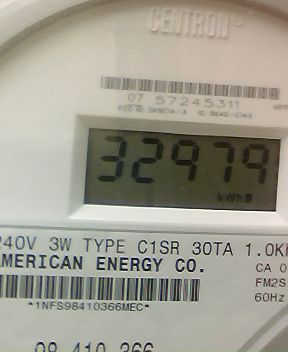 CENTRON
07 57245311
32979
kWh
240V 3W TYPE C1SR 30TA 1.0K
AMERICAN ENERGY CO.
CA 0
FM2S
60Hz
*1NFS98410366MEC*
98 410 366